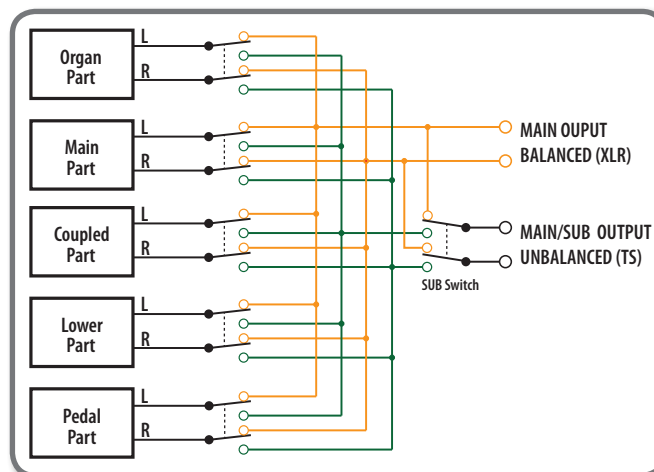 L
Organ
Part
R
L
Main
Part
R
MAIN OUPUT
BALANCED (XLR)
L
Coupled
Part
R
MAIN/SUB OUTPUT
UNBALANCED (TS)
SUB Switch
L
Lower
Part
R
L
Pedal
Part
R